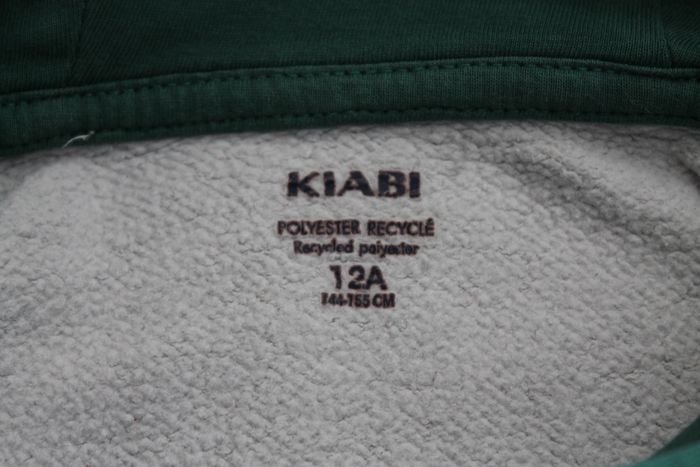 KIABI
POLYESTER RECYCLÉ
Recycled polyester
12A
144-155 CM